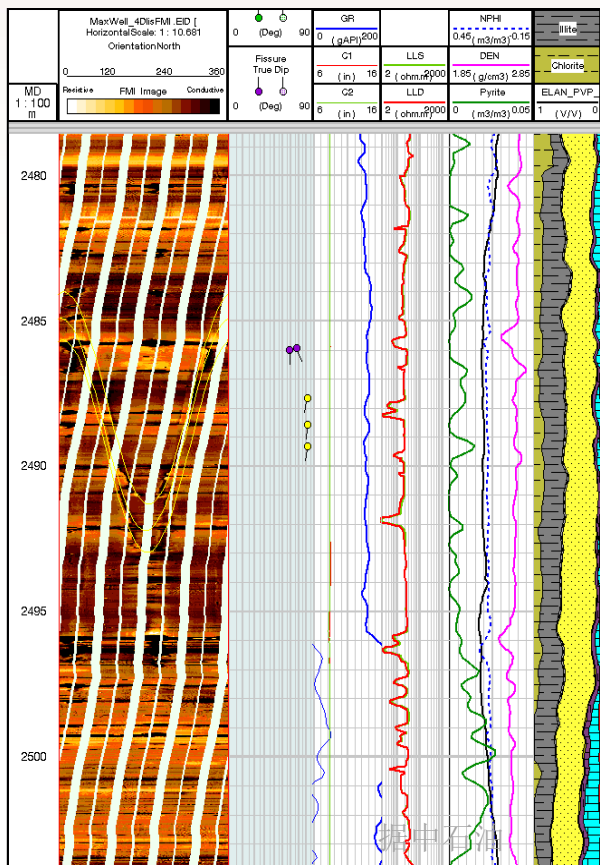 MaxWell_4DlisFMI .EID [
HorizontalScale: 1 : 10.681
OrientationNorth
0 120 240 360
Resistive FMI Image Conductive
MD
1 : 100
m
0 (Deg) 90
Fissure
True Dip
0 (Deg) 90
GR
0 (gAPI) 200
C1
6 (in) 16
C2
6 (in) 16
LLS
2 (ohm.m) 2000
LLD
2 (ohm.m) 2000
NPHI
0.45 (m3/m3) -0.15
DEN
1.85 (g/cm3) 2.85
Pyrite
0 (m3/m3) 0.05
Illite
Chlorite
ELAN_PVP_
1 (V/V) 0
2480
2485
2490
2495
2500
据中石油